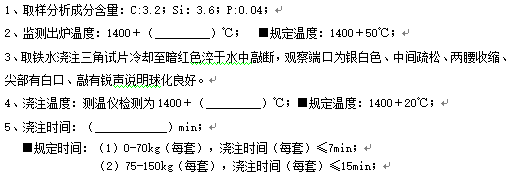 1、取样分析成分含量：C:3.2；Si：3.6；P:0.04；
2、监测出炉温度：1400＋（________）℃；■规定温度：1400＋50℃；
3、取铁水浇注三角试片冷却至暗红色淬于水中敲断，观察端口为银白色、中间疏松、两腰收缩、
尖部有白口、敲有锐声说明球化良好。
4、浇注温度：测温仪检测为1400＋（________）℃；■规定温度：1400＋20℃；
5、浇注时间：（__________）min；
■规定时间：（1）0-70kg（每套），浇注时间（每套）≤7min；
（2）75-150kg（每套），浇注时间（每套）≤15min；